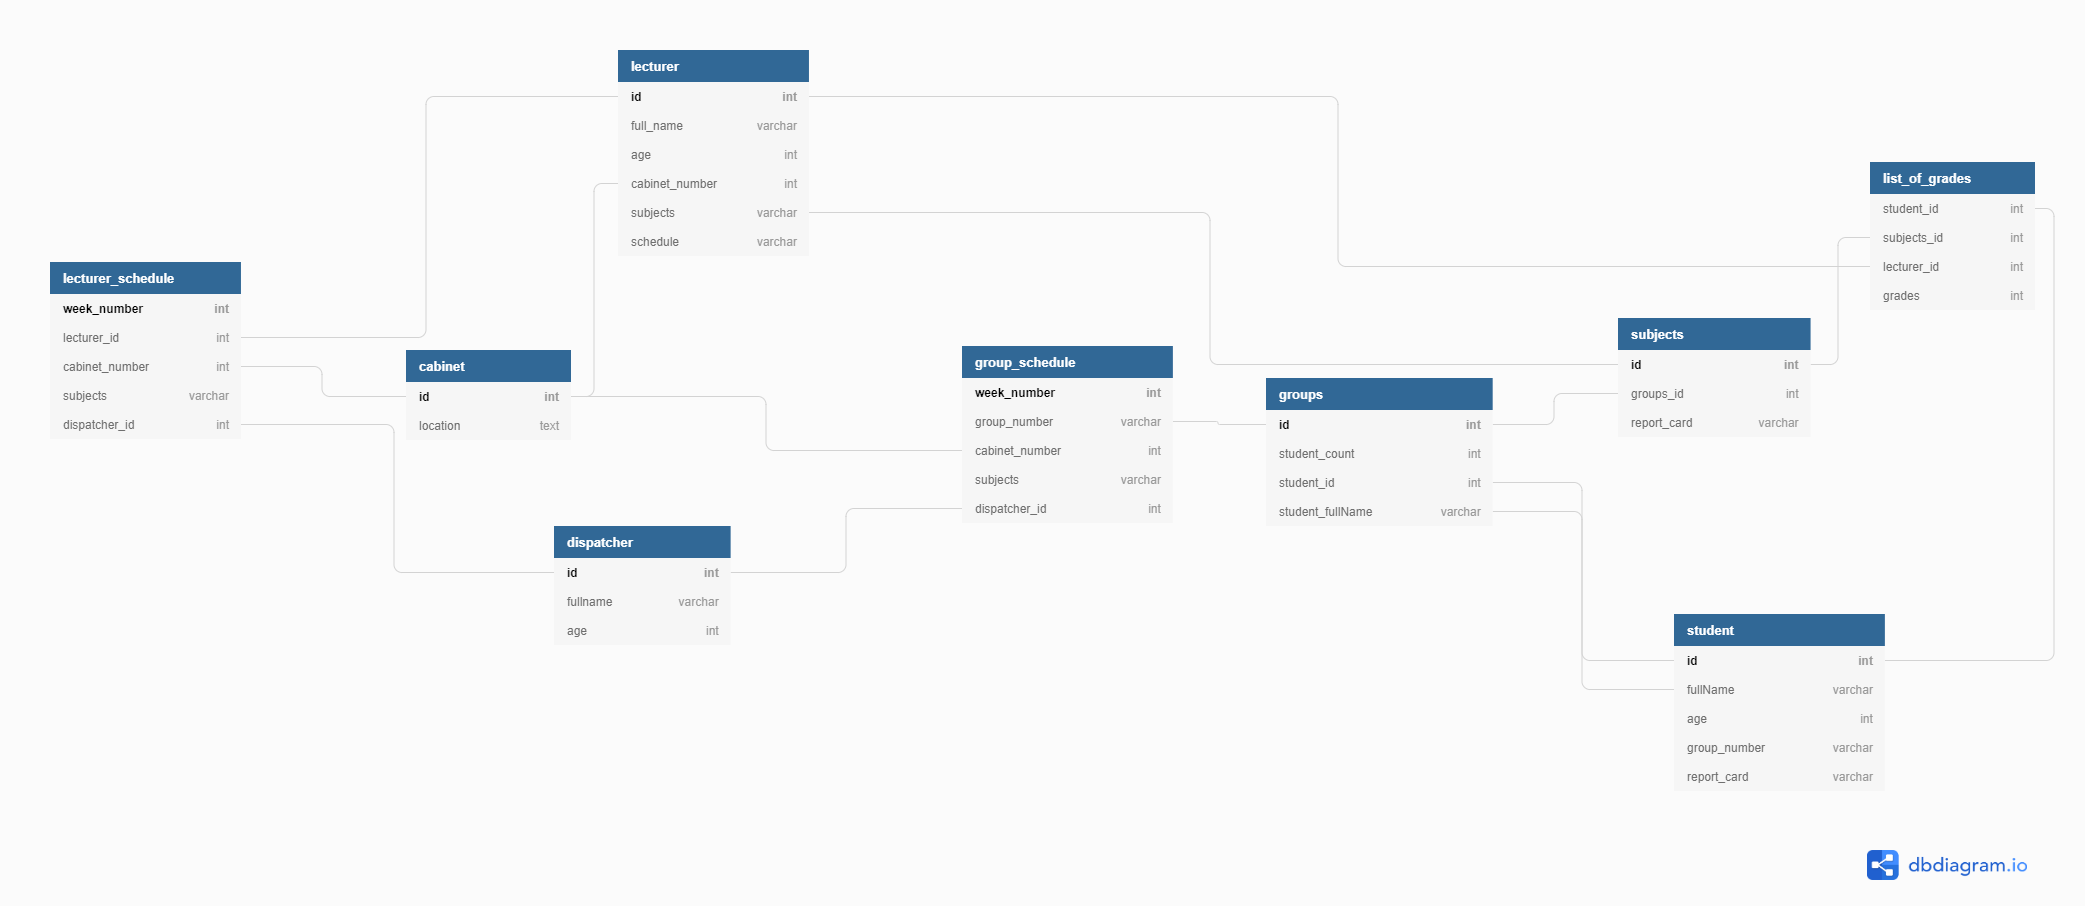 lecturer
id int
full_name varchar
age int
cabinet_number int
subjects varchar
schedule varchar
list_of_grades
student_id int
subjects_id int
lecturer_id int
grades int
lecturer_schedule
week_number int
lecturer_id int
cabinet_number int
subjects varchar
dispatcher_id int
cabinet
id int
location text
group_schedule
week_number int
group_number varchar
cabinet_number int
subjects varchar
dispatcher_id int
groups
id int
student_count int
student_id int
student_fullName varchar
subjects
id int
groups_id int
report_card varchar
dispatcher
id int
fullname varchar
age int
student
id int
fullName varchar
age int
group_number varchar
report_card varchar
dbdiagram.io